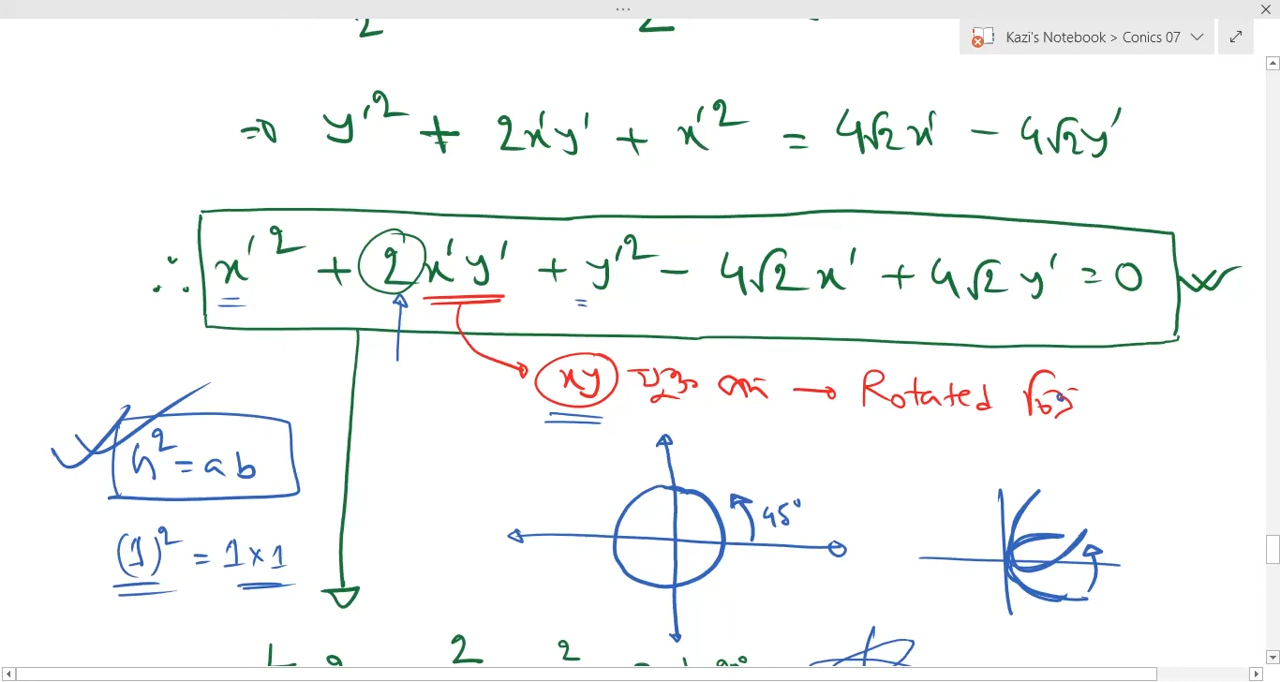 Kazi's Notebook > Conics 07
⇒ y'² + 2x'y' + x'² = 4√2x' − 4√2y'
∴ x'² + 2x'y' + y'² − 4√2x' + 4√2y' = 0
xy → Rotated
h² = ab
(1)² = 1×1
45°